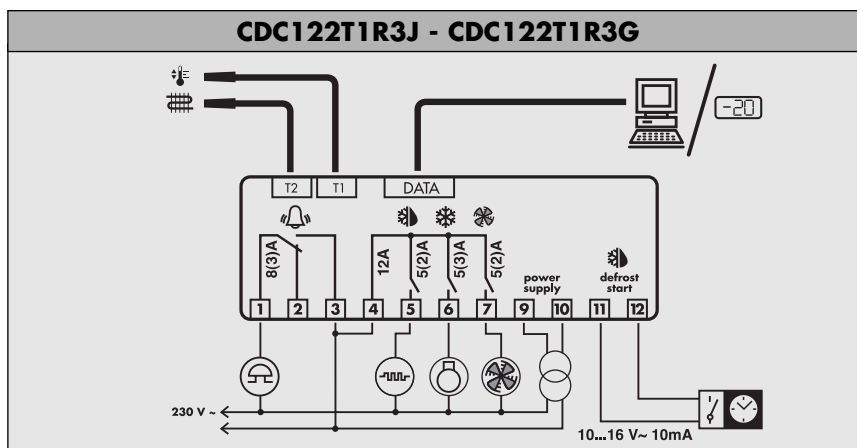 CDC122T1R3J - CDC122T1R3G
-20
T2 T1 DATA
8(3)A 12A 5(2)A 5(3)A 5(2)A
power supply
defrost start
1 2 3 4 5 6 7 9 10 11 12
230 V ~
10...16 V~ 10mA